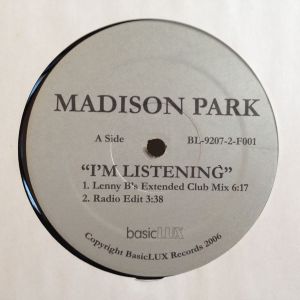 MADISON PARK
A Side BL-9207-2-F001
"I'M LISTENING"
1. Lenny B's Extended Club Mix 6:17
2. Radio Edit 3:38
basicLUX
Copyright BasicLUX Records 2006